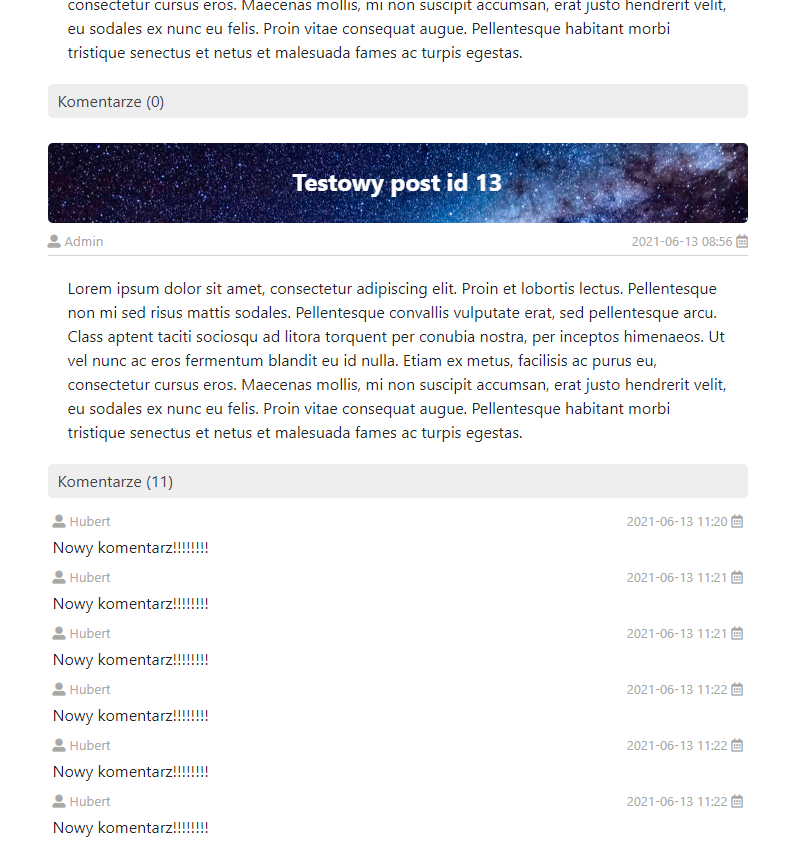 consectetur cursus eros. Maecenas mollis, mi non suscipit accumsan, erat justo hendrerit velit,
eu sodales ex nunc eu felis. Proin vitae consequat augue. Pellentesque habitant morbi
tristique senectus et netus et malesuada fames ac turpis egestas.
Komentarze (0)
Testowy post id 13
Admin 2021-06-13 08:56
Lorem ipsum dolor sit amet, consectetur adipiscing elit. Proin et lobortis lectus. Pellentesque
non mi sed risus mattis sodales. Pellentesque convallis vulputate erat, sed pellentesque arcu.
Class aptent taciti sociosqu ad litora torquent per conubia nostra, per inceptos himenaeos. Ut
vel nunc ac eros fermentum blandit eu id nulla. Etiam ex metus, facilisis ac purus eu,
consectetur cursus eros. Maecenas mollis, mi non suscipit accumsan, erat justo hendrerit velit,
eu sodales ex nunc eu felis. Proin vitae consequat augue. Pellentesque habitant morbi
tristique senectus et netus et malesuada fames ac turpis egestas.
Komentarze (11)
Hubert 2021-06-13 11:20
Nowy komentarz!!!!!!!!
Hubert 2021-06-13 11:21
Nowy komentarz!!!!!!!!
Hubert 2021-06-13 11:21
Nowy komentarz!!!!!!!!
Hubert 2021-06-13 11:22
Nowy komentarz!!!!!!!!
Hubert 2021-06-13 11:22
Nowy komentarz!!!!!!!!
Hubert 2021-06-13 11:22
Nowy komentarz!!!!!!!!